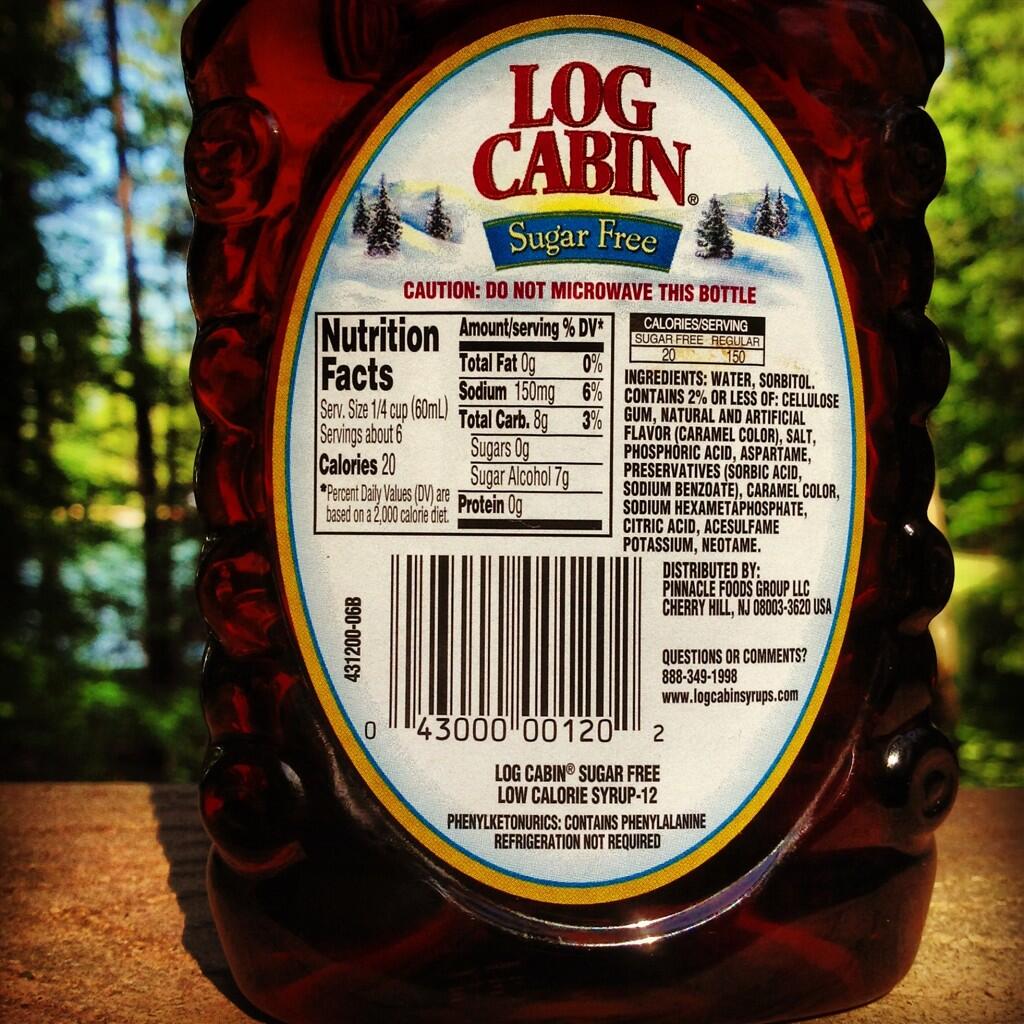 LOG
CABIN®
Sugar Free
CAUTION: DO NOT MICROWAVE THIS BOTTLE
Nutrition
Facts
Serv. Size 1/4 cup (60mL)
Servings about 6
Calories 20
*Percent Daily Values (DV) are
based on a 2,000 calorie diet.
Amount/serving % DV*
Total Fat 0g 0%
Sodium 150mg 6%
Total Carb. 8g 3%
Sugars 0g
Sugar Alcohol 7g
Protein 0g
CALORIES/SERVING
SUGAR FREE REGULAR
20 150
INGREDIENTS: WATER, SORBITOL.
CONTAINS 2% OR LESS OF: CELLULOSE
GUM, NATURAL AND ARTIFICIAL
FLAVOR (CARAMEL COLOR), SALT,
PHOSPHORIC ACID, ASPARTAME,
PRESERVATIVES (SORBIC ACID,
SODIUM BENZOATE), CARAMEL COLOR,
SODIUM HEXAMETAPHOSPHATE,
CITRIC ACID, ACESULFAME
POTASSIUM, NEOTAME.
DISTRIBUTED BY:
PINNACLE FOODS GROUP LLC
CHERRY HILL, NJ 08003-3620 USA
QUESTIONS OR COMMENTS?
888-349-1998
www.logcabinsyrups.com
431200-06B
0 43000 00120 2
LOG CABIN® SUGAR FREE
LOW CALORIE SYRUP-12
PHENYLKETONURICS: CONTAINS PHENYLALANINE
REFRIGERATION NOT REQUIRED